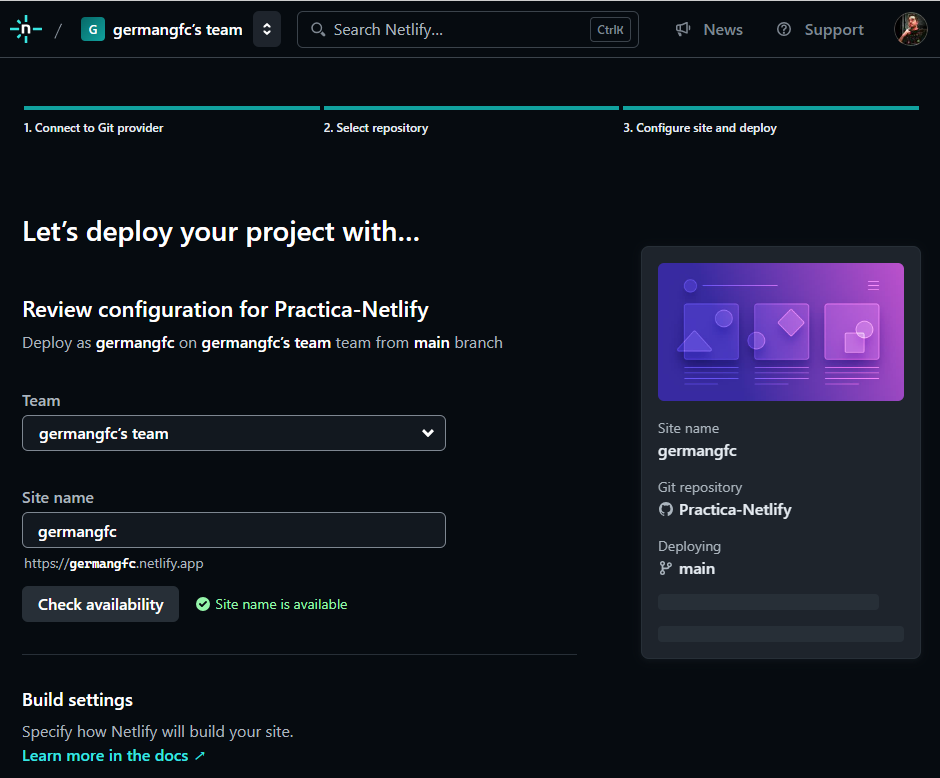 n / G germangfc's team Search Netlify... CtrlK News Support
1. Connect to Git provider 2. Select repository 3. Configure site and deploy
Let’s deploy your project with…
Review configuration for Practica-Netlify
Deploy as germangfc on germangfc's team team from main branch
Team
germangfc's team
Site name
germangfc
https://germangfc.netlify.app
Check availability Site name is available
Build settings
Specify how Netlify will build your site.
Learn more in the docs ↗
Site name
germangfc
Git repository
Practica-Netlify
Deploying
main